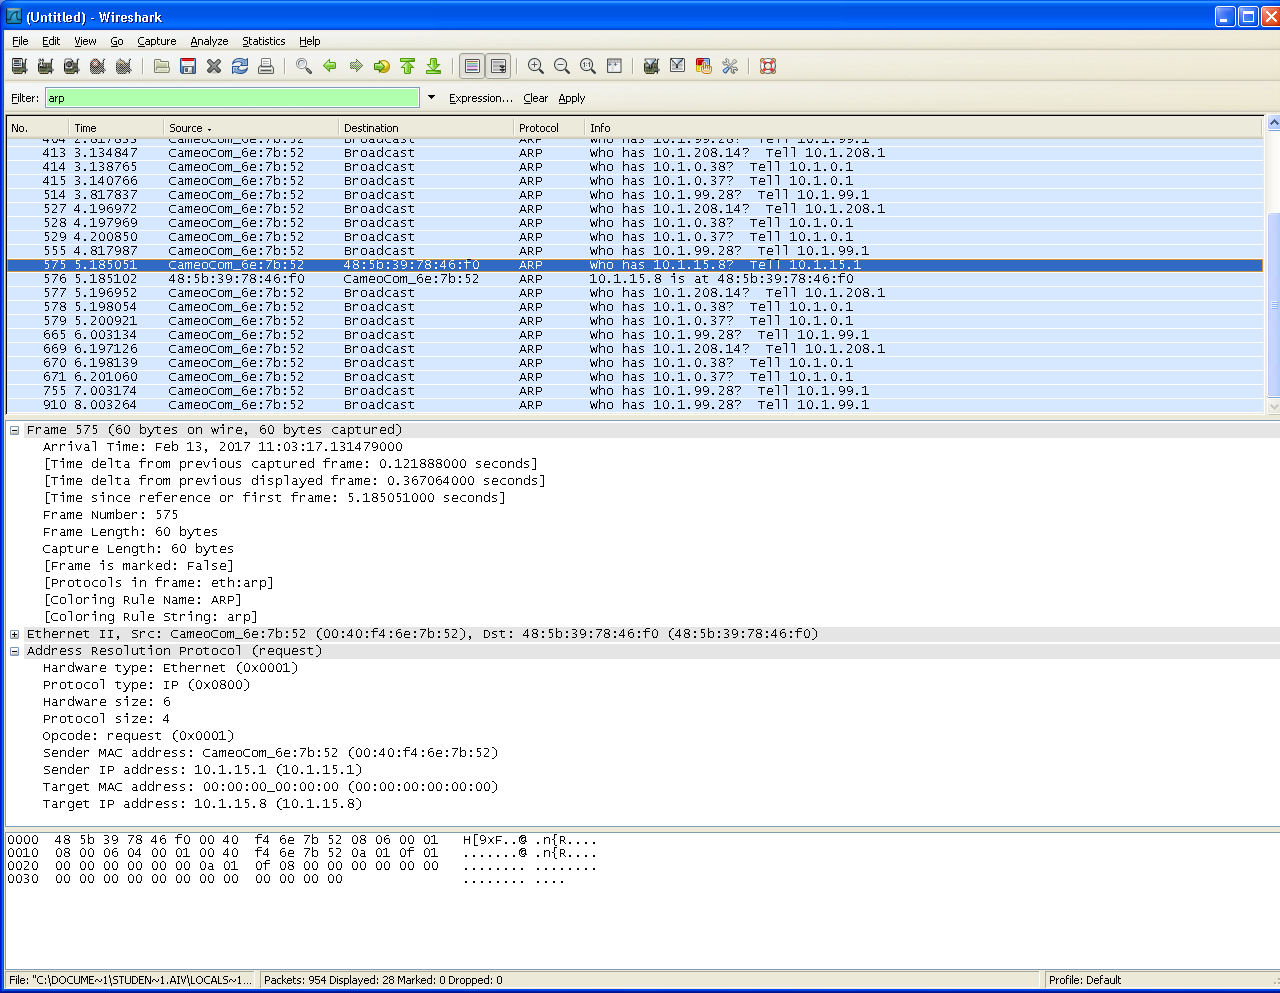 (Untitled) - Wireshark
File Edit View Go Capture Analyze Statistics Help
Filter: arp Expression... Clear Apply
No. Time Source Destination Protocol Info
404 2.817833 CameoCom_6e:7b:52 Broadcast ARP Who has 10.1.99.28? Tell 10.1.99.1
413 3.134847 CameoCom_6e:7b:52 Broadcast ARP Who has 10.1.208.14? Tell 10.1.208.1
414 3.138765 CameoCom_6e:7b:52 Broadcast ARP Who has 10.1.0.38? Tell 10.1.0.1
415 3.140766 CameoCom_6e:7b:52 Broadcast ARP Who has 10.1.0.37? Tell 10.1.0.1
514 3.817837 CameoCom_6e:7b:52 Broadcast ARP Who has 10.1.99.28? Tell 10.1.99.1
527 4.196972 CameoCom_6e:7b:52 Broadcast ARP Who has 10.1.208.14? Tell 10.1.208.1
528 4.197969 CameoCom_6e:7b:52 Broadcast ARP Who has 10.1.0.38? Tell 10.1.0.1
529 4.200850 CameoCom_6e:7b:52 Broadcast ARP Who has 10.1.0.37? Tell 10.1.0.1
555 4.817987 CameoCom_6e:7b:52 Broadcast ARP Who has 10.1.99.28? Tell 10.1.99.1
575 5.185051 CameoCom_6e:7b:52 48:5b:39:78:46:f0 ARP Who has 10.1.15.8? Tell 10.1.15.1
576 5.185102 48:5b:39:78:46:f0 CameoCom_6e:7b:52 ARP 10.1.15.8 is at 48:5b:39:78:46:f0
577 5.196952 CameoCom_6e:7b:52 Broadcast ARP Who has 10.1.208.14? Tell 10.1.208.1
578 5.198054 CameoCom_6e:7b:52 Broadcast ARP Who has 10.1.0.38? Tell 10.1.0.1
579 5.200921 CameoCom_6e:7b:52 Broadcast ARP Who has 10.1.0.37? Tell 10.1.0.1
665 6.003134 CameoCom_6e:7b:52 Broadcast ARP Who has 10.1.99.28? Tell 10.1.99.1
669 6.197126 CameoCom_6e:7b:52 Broadcast ARP Who has 10.1.208.14? Tell 10.1.208.1
670 6.198139 CameoCom_6e:7b:52 Broadcast ARP Who has 10.1.0.38? Tell 10.1.0.1
671 6.201060 CameoCom_6e:7b:52 Broadcast ARP Who has 10.1.0.37? Tell 10.1.0.1
755 7.003174 CameoCom_6e:7b:52 Broadcast ARP Who has 10.1.99.28? Tell 10.1.99.1
910 8.003264 CameoCom_6e:7b:52 Broadcast ARP Who has 10.1.99.28? Tell 10.1.99.1
Frame 575 (60 bytes on wire, 60 bytes captured)
Arrival Time: Feb 13, 2017 11:03:17.131479000
[Time delta from previous captured frame: 0.121888000 seconds]
[Time delta from previous displayed frame: 0.367064000 seconds]
[Time since reference or first frame: 5.185051000 seconds]
Frame Number: 575
Frame Length: 60 bytes
Capture Length: 60 bytes
[Frame is marked: False]
[Protocols in frame: eth:arp]
[Coloring Rule Name: ARP]
[Coloring Rule String: arp]
Ethernet II, Src: CameoCom_6e:7b:52 (00:40:f4:6e:7b:52), Dst: 48:5b:39:78:46:f0 (48:5b:39:78:46:f0)
Address Resolution Protocol (request)
Hardware type: Ethernet (0x0001)
Protocol type: IP (0x0800)
Hardware size: 6
Protocol size: 4
Opcode: request (0x0001)
Sender MAC address: CameoCom_6e:7b:52 (00:40:f4:6e:7b:52)
Sender IP address: 10.1.15.1 (10.1.15.1)
Target MAC address: 00:00:00_00:00:00 (00:00:00:00:00:00)
Target IP address: 10.1.15.8 (10.1.15.8)
0000 48 5b 39 78 46 f0 00 40 f4 6e 7b 52 08 06 00 01 H[9xF..@ .n{R....
0010 08 00 06 04 00 01 00 40 f4 6e 7b 52 0a 01 0f 01 .......@ .n{R....
0020 00 00 00 00 00 00 0a 01 0f 08 00 00 00 00 00 00 ........ ........
0030 00 00 00 00 00 00 00 00 00 00 00 00 ........ ....
File: "C:\DOCUME~1\STUDEN~1.AIV\LOCALS~1... Packets: 954 Displayed: 28 Marked: 0 Dropped: 0 Profile: Default